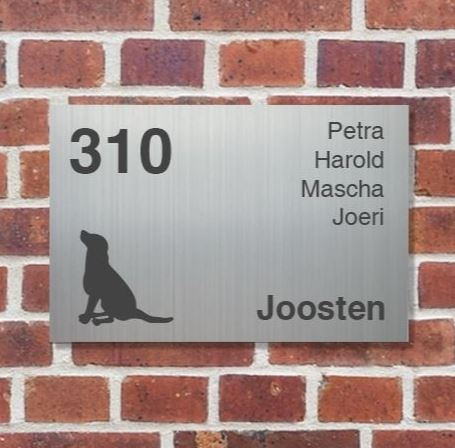 310
Petra
Harold
Mascha
Joeri
Joosten